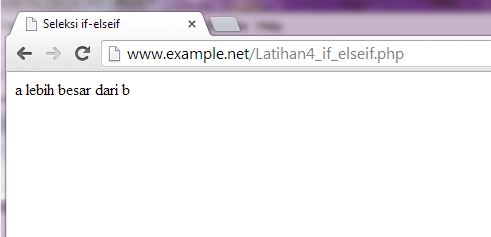 Seleksi if-elseif
www.example.net/Latihan4_if_elseif.php
a lebih besar dari b